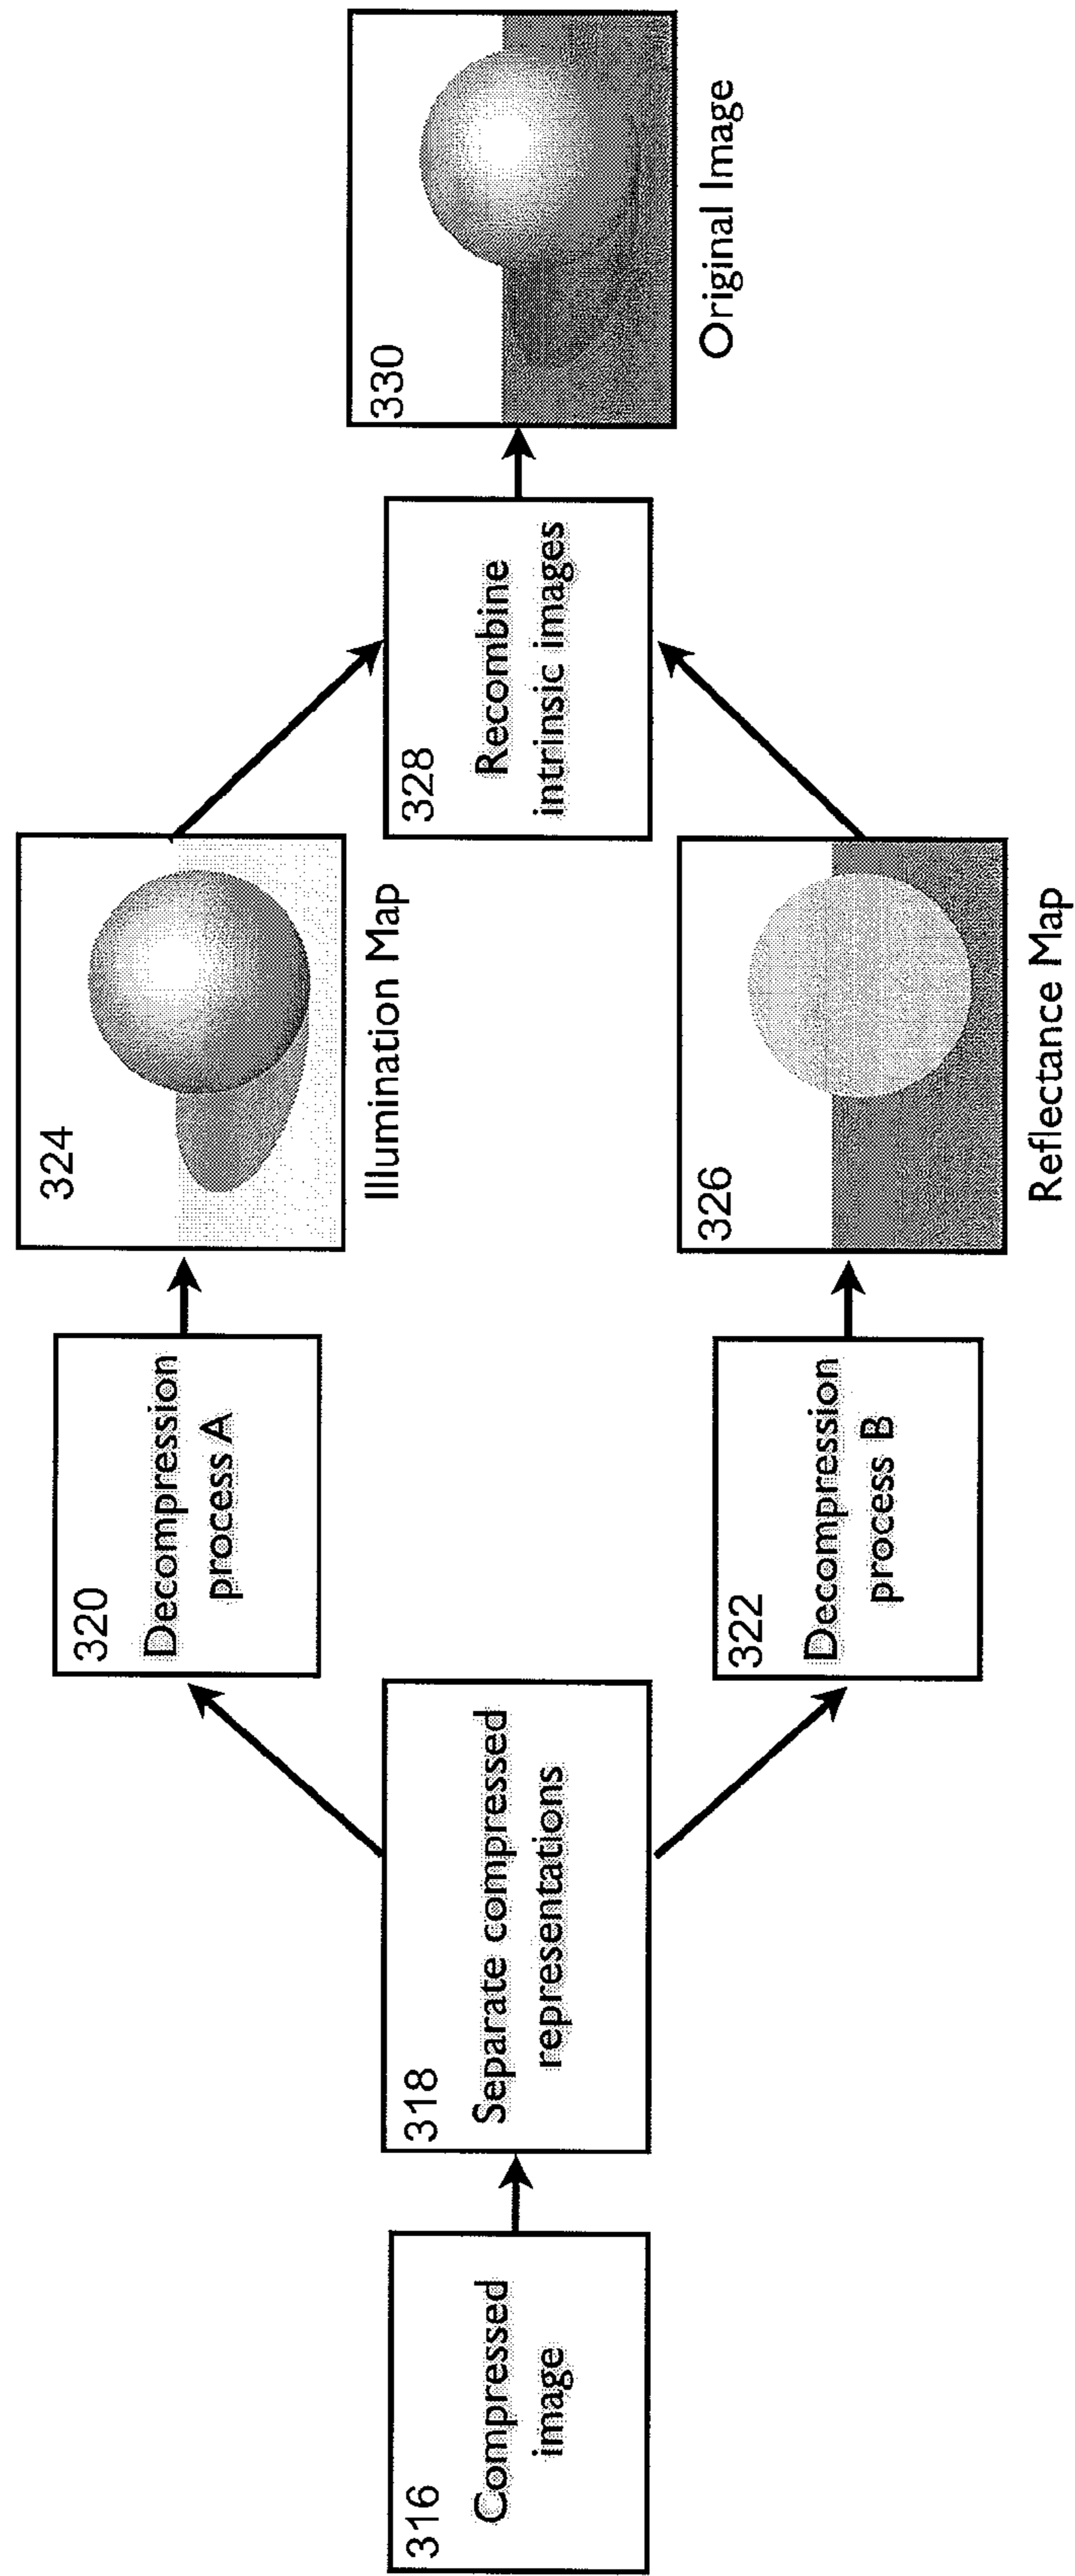 316
Compressed
image
318
Separate compressed
representations
320
Decompression
process A
322
Decompression
process B
324
Illumination Map
326
Reflectance Map
328
Recombine
intrinsic images
330
Original Image